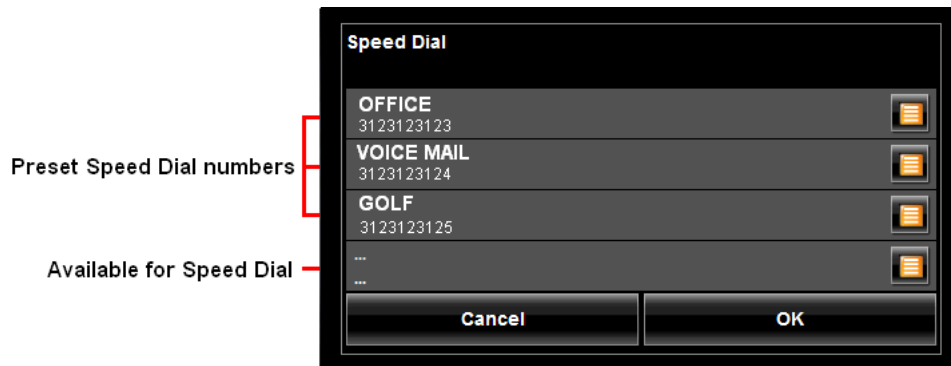 Speed Dial
OFFICE
3123123123
Preset Speed Dial numbers
VOICE MAIL
3123123124
GOLF
3123123125
Available for Speed Dial
...
...
Cancel
OK